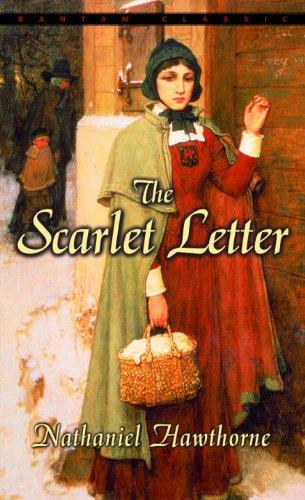 BANTAM CLASSIC
The
Scarlet Letter
Nathaniel Hawthorne